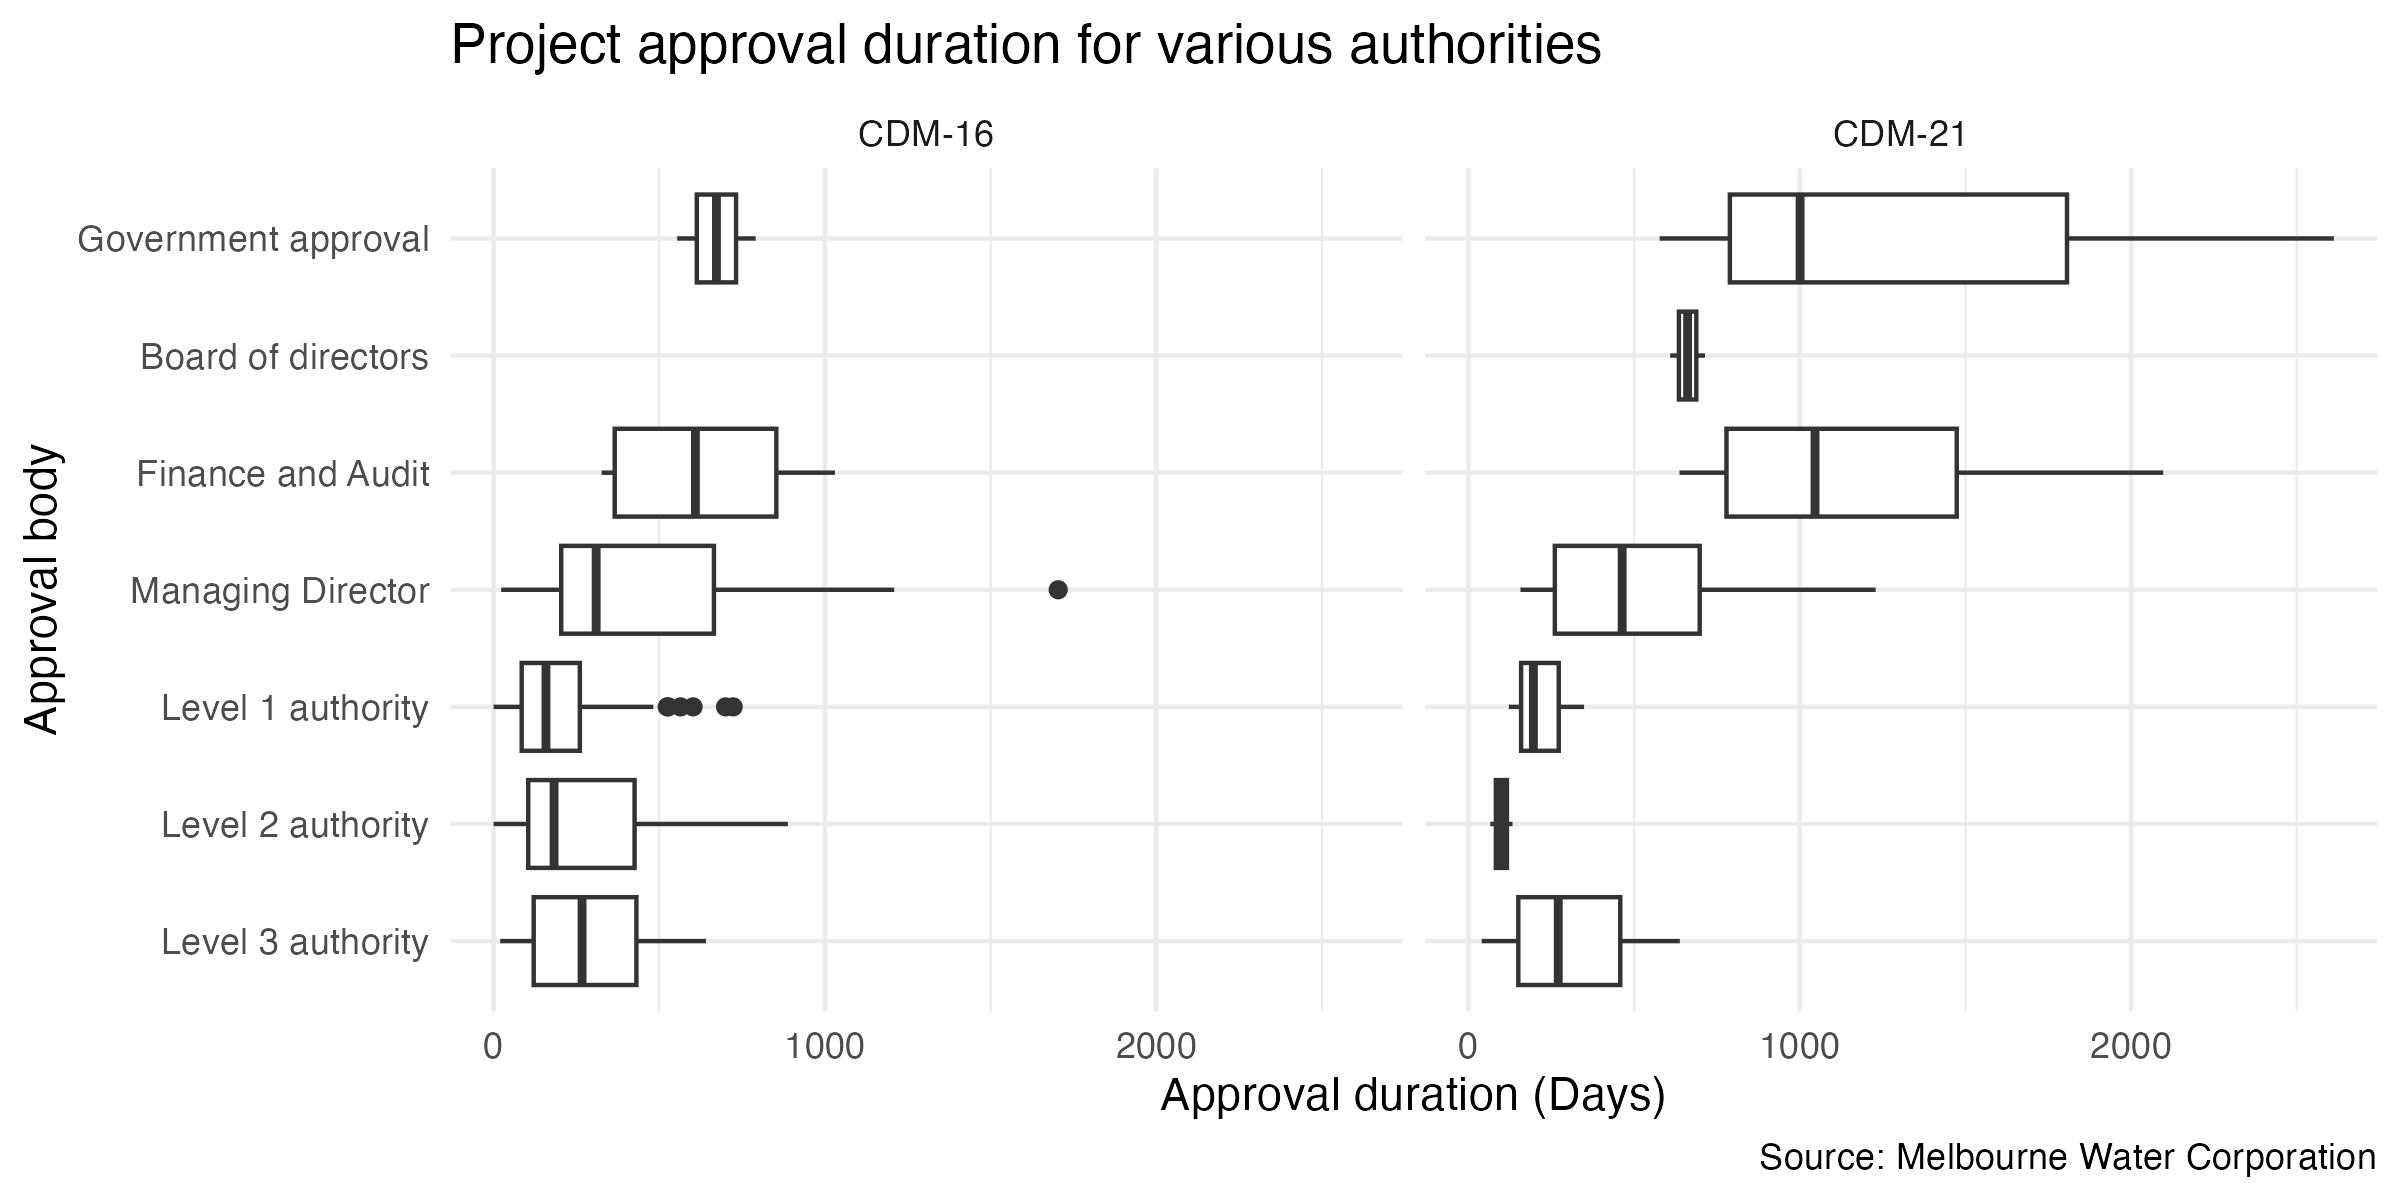 Project approval duration for various authorities
CDM-16
CDM-21
Approval body
Government approval
Board of directors
Finance and Audit
Managing Director
Level 1 authority
Level 2 authority
Level 3 authority
0 1000 2000
0 1000 2000
Approval duration (Days)
Source: Melbourne Water Corporation